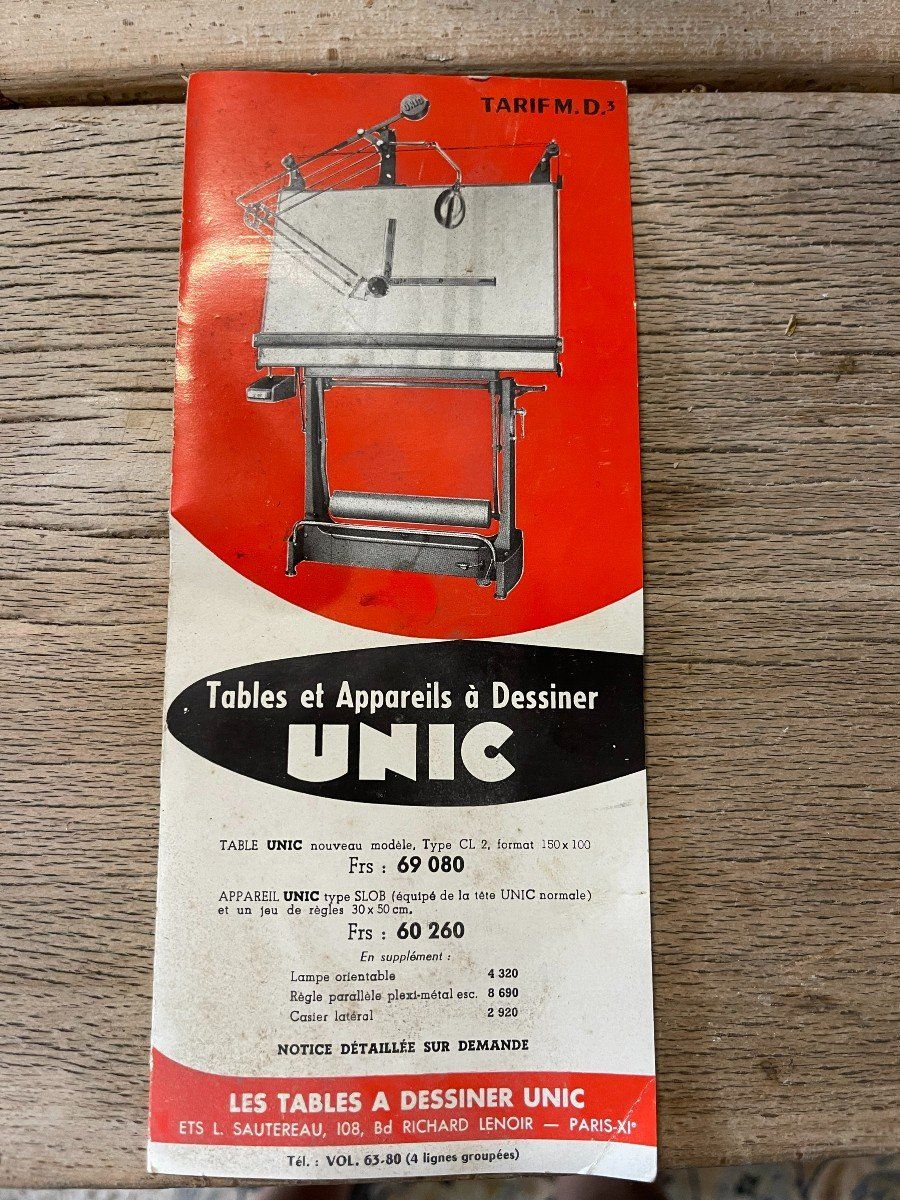 TARIF M. D.³
UNIC
Tables et Appareils à Dessiner
UNIC
TABLE UNIC nouveau modèle, Type CL 2, format 150 x 100
Frs : 69 080
APPAREIL UNIC type SLOB (équipé de la tête UNIC normale)
et un jeu de règles 30 x 50 cm.
Frs : 60 260
En supplément :
Lampe orientable 4 320
Règle parallèle plexi-métal esc. 8 690
Casier latéral 2 920
NOTICE DÉTAILLÉE SUR DEMANDE
LES TABLES A DESSINER UNIC
ETS L. SAUTEREAU, 108, Bd RICHARD LENOIR — PARIS-XIᵉ
Tél. : VOL. 63-80 (4 lignes groupées)